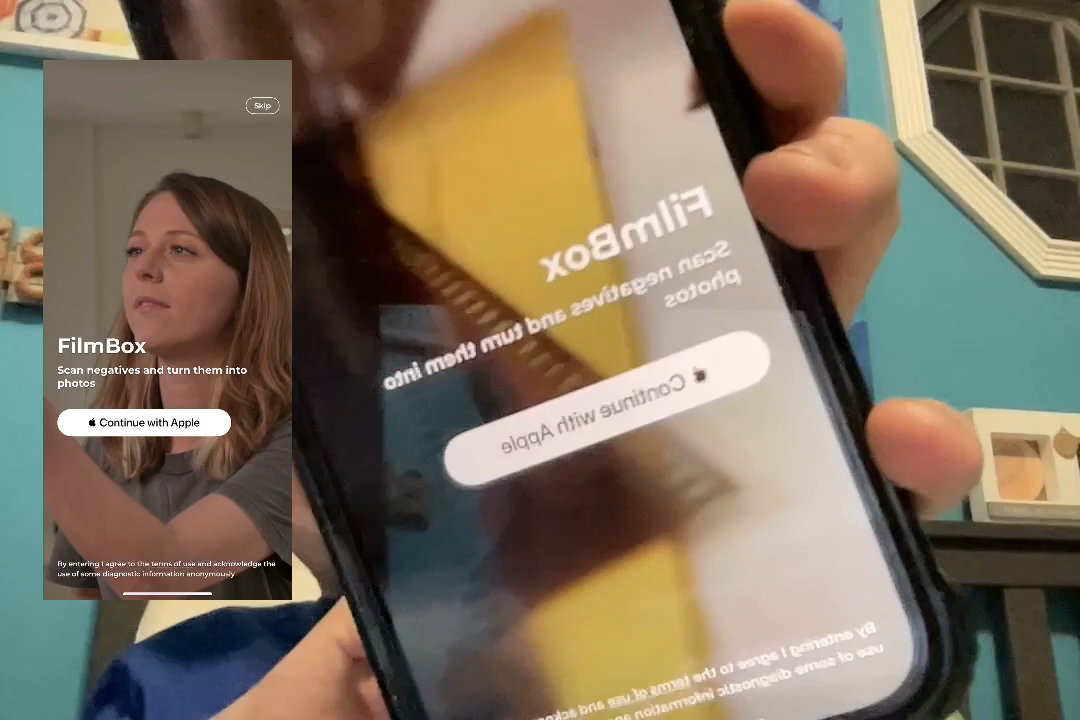 Skip
FilmBox
Scan negatives and turn them into
photos
Continue with Apple
By entering I agree to the terms of use and acknowledge the
use of some diagnostic information anonymously
FilmBox
Scan negatives and turn them into
photos
Continue with Apple
By entering I agree to the terms of use and
use of some diagnostic information